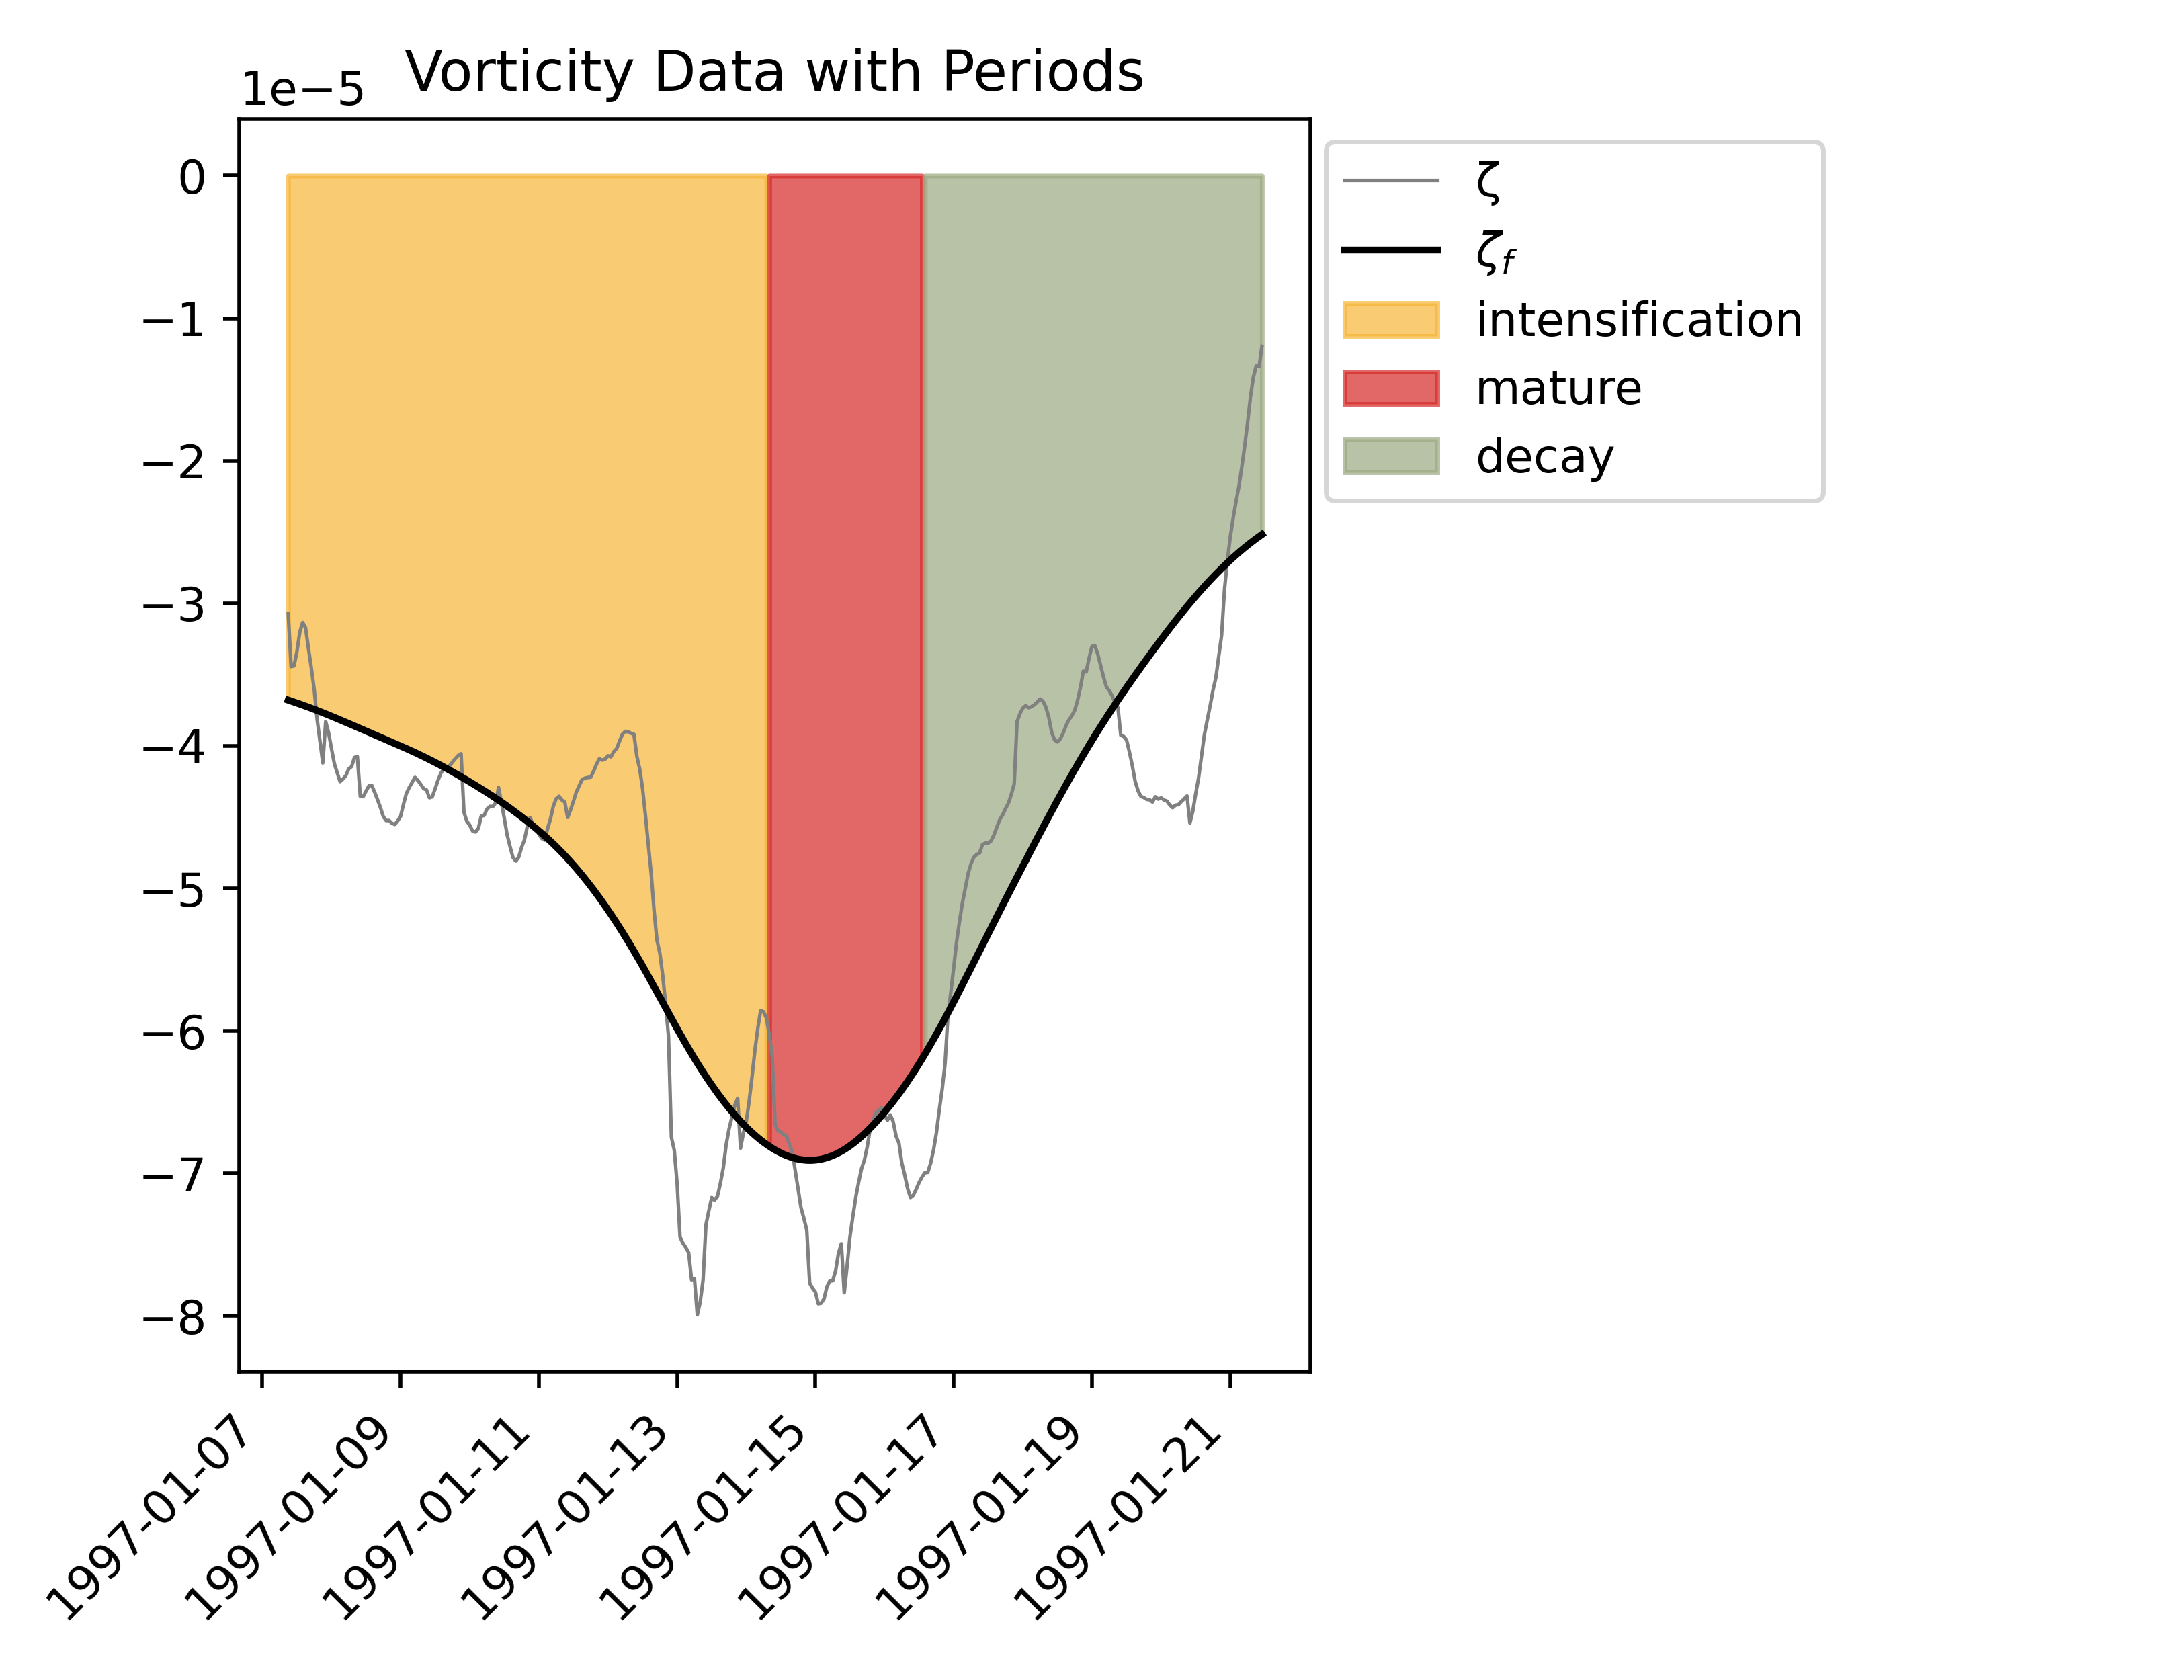 Vorticity Data with Periods
1e−5
0
−1
−2
−3
−4
−5
−6
−7
−8
1997-01-07
1997-01-09
1997-01-11
1997-01-13
1997-01-15
1997-01-17
1997-01-19
1997-01-21
ζ
ζf
intensification
mature
decay